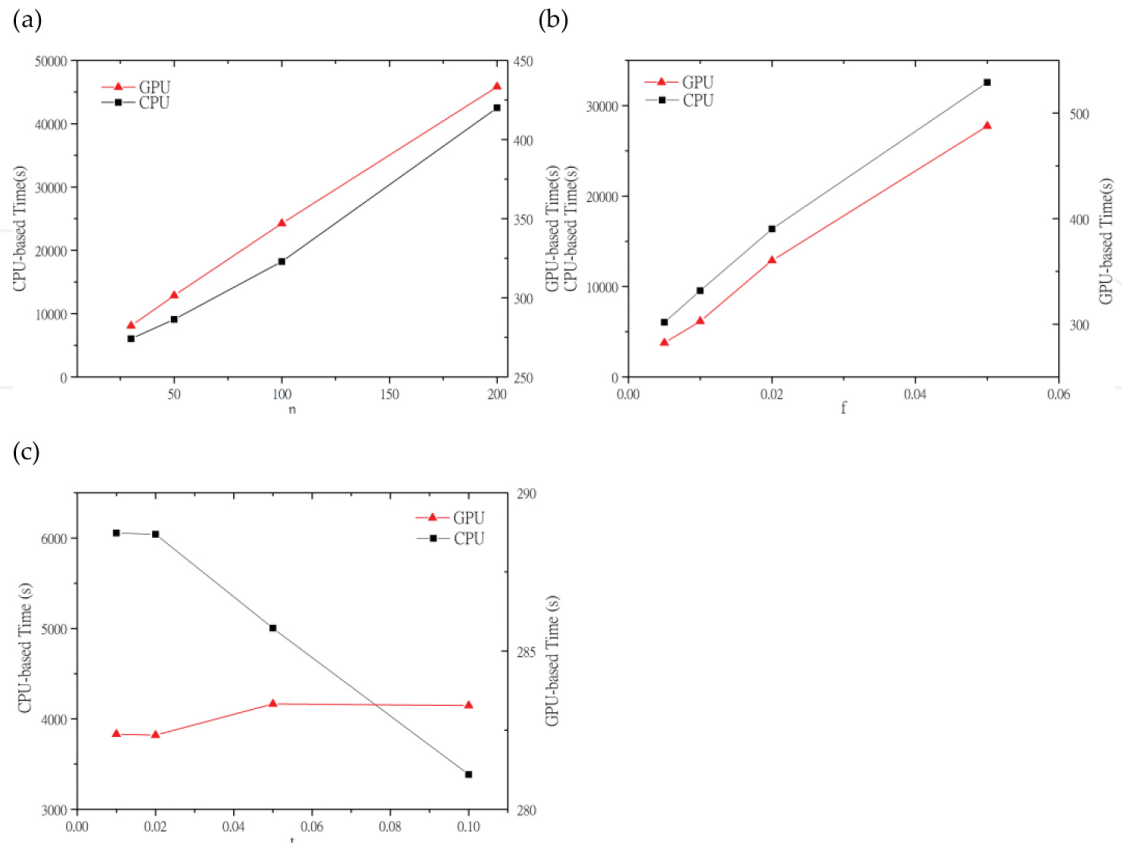 (a)
50000
40000
30000
20000
10000
0
CPU-based Time(s)
GPU
CPU
450
400
350
300
250
GPU-based Time(s)
50
100
150
200
n
(b)
30000
20000
10000
0
CPU-based Time(s)
GPU
CPU
500
400
300
GPU-based Time(s)
0.00
0.02
0.04
0.06
f
(c)
6000
5000
4000
3000
CPU-based Time (s)
GPU
CPU
290
285
280
GPU-based Time (s)
0.00
0.02
0.04
0.06
0.08
0.10